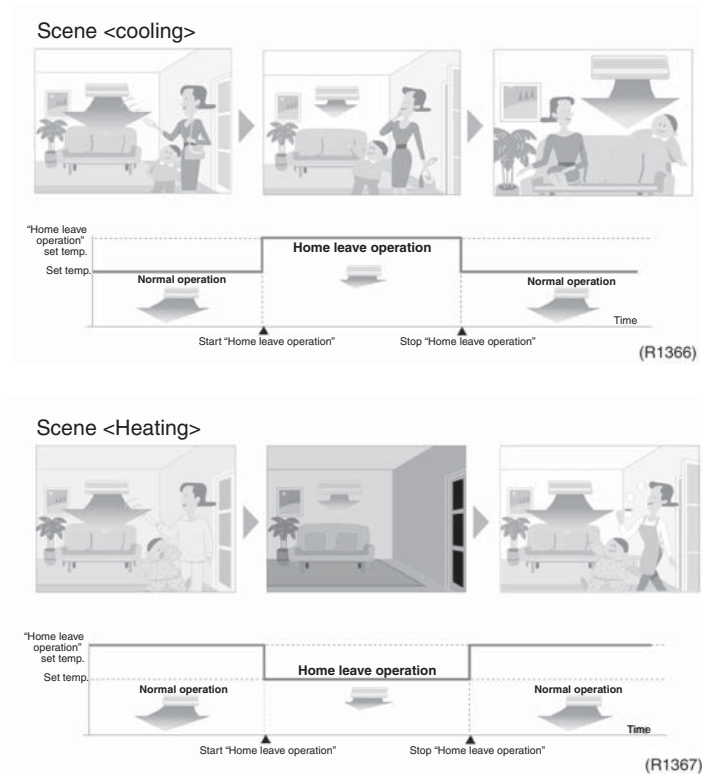 Scene <cooling>
“Home leave
operation”
set temp.
Home leave operation
Set temp.
Normal operation
Normal operation
Time
Start “Home leave operation”
Stop “Home leave operation”
(R1366)
Scene <Heating>
“Home leave
operation”
set temp.
Home leave operation
Set temp.
Normal operation
Normal operation
Time
Start “Home leave operation”
Stop “Home leave operation”
(R1367)